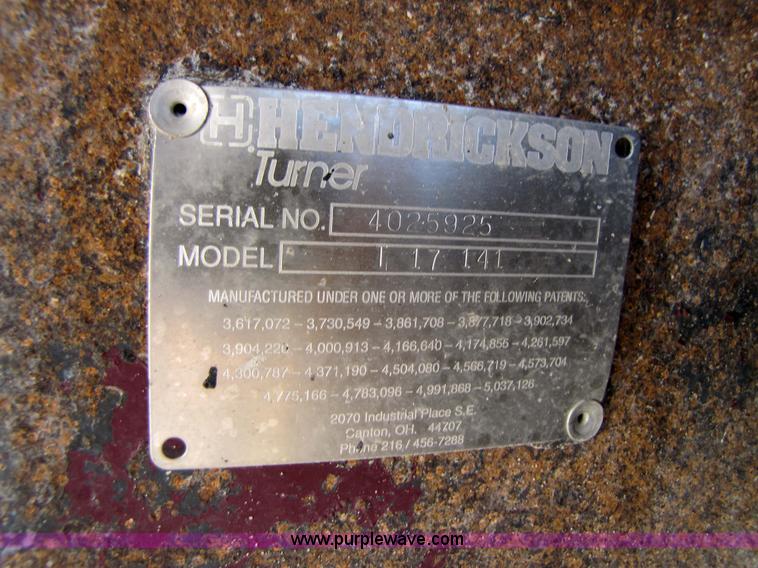 H HENDRICKSON
Turner
SERIAL NO. 4025925
MODEL T 17 141
MANUFACTURED UNDER ONE OR MORE OF THE FOLLOWING PATENTS:
3,617,072 – 3,730,549 – 3,861,708 – 3,877,718 – 3,902,734
3,904,220 – 4,000,913 – 4,166,640 – 4,174,855 – 4,261,597
4,300,787 – 4,371,190 – 4,504,080 – 4,566,719 – 4,573,704
4,775,166 – 4,783,096 – 4,991,868 – 5,037,126
2070 Industrial Place S.E.
Canton, OH. 44707
Phone 216 / 456-7288
www.purplewave.com